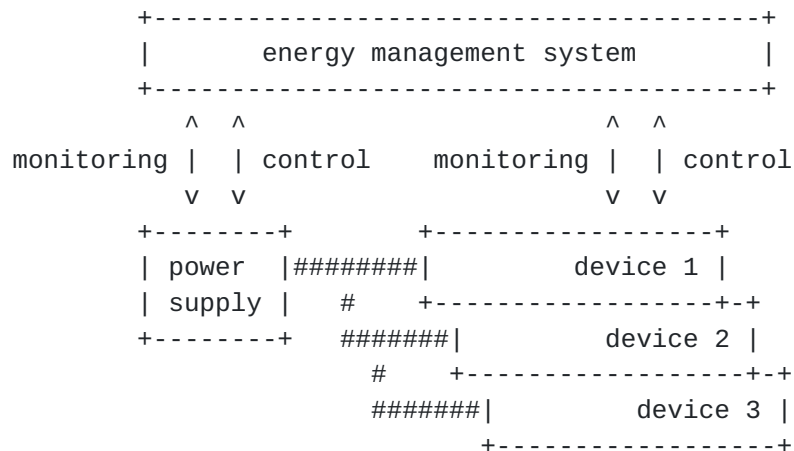 energy management system
monitoring | | control monitoring | | control
| power |########| device 1 |
| supply | # 
#######| device 2 |
#######| device 3 |